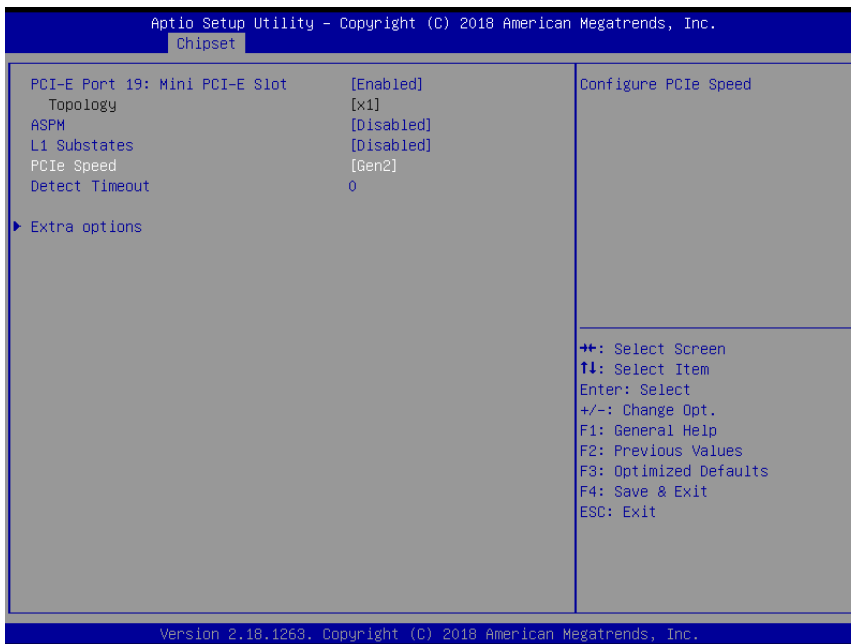 Aptio Setup Utility – Copyright (C) 2018 American Megatrends, Inc.
Chipset
PCI-E Port 19: Mini PCI-E Slot [Enabled]
Topology [x1]
ASPM [Disabled]
L1 Substates [Disabled]
PCIe Speed [Gen2]
Detect Timeout 0
▶ Extra options
Configure PCIe Speed
→←: Select Screen
↑↓: Select Item
Enter: Select
+/-: Change Opt.
F1: General Help
F2: Previous Values
F3: Optimized Defaults
F4: Save & Exit
ESC: Exit
Version 2.18.1263. Copyright (C) 2018 American Megatrends, Inc.